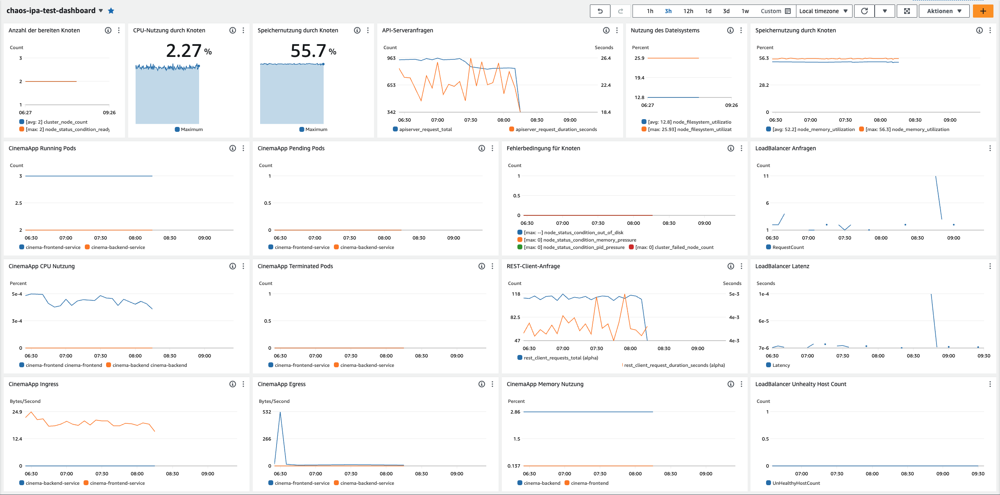 chaos-ipa-test-dashboard
1h 3h 12h 1d 3d 1w Custom Local timezone Aktionen
Anzahl der bereiten Knoten
Count
3
2
1
06:27 09:26
[avg: 2] cluster_node_count
[max: 2] node_status_condition_ready
CPU-Nutzung durch Knoten
2.27 %
Maximum
Speichernutzung durch Knoten
55.7 %
Maximum
API-Serveranfragen
Count Seconds
963 26.4
653 22.4
342 18.4
06:30 07:00 07:30 08:00 08:30 09:00
apiserver_request_total apiserver_request_duration_seconds
Nutzung des Dateisystems
Percent
25.9
19.4
12.8
06:27 09:26
[avg: 12.8] node_filesystem_utilizatio
[max: 25.93] node_filesystem_utilizat
Speichernutzung durch Knoten
Percent
56.3
28.2
0
06:30 07:00 07:30 08:00 08:30 09:00
[avg: 52.2] node_memory_utilization [max: 56.3] node_memory_utilization
CinemaApp Running Pods
Count
3
2.5
2
06:30 07:00 07:30 08:00 08:30 09:00
cinema-frontend-service cinema-backend-service
CinemaApp Pending Pods
Count
1
0.5
0
06:30 07:00 07:30 08:00 08:30 09:00
cinema-frontend-service cinema-backend-service
Fehlerbedingung für Knoten
Count
1
0.5
0
06:30 07:00 07:30 08:00 08:30 09:00
[max: --] node_status_condition_out_of_disk
[max: 0] node_status_condition_memory_pressure
[max: 0] node_status_condition_pid_pressure [max: 0] cluster_failed_node_count
LoadBalancer Anfragen
Count
11
6
1
06:30 07:00 07:30 08:00 08:30 09:00
RequestCount
CinemaApp CPU Nutzung
Percent
5e-4
3e-4
0
06:30 07:00 07:30 08:00 08:30 09:00
cinema-frontend cinema-frontend cinema-backend cinema-backend
CinemaApp Terminated Pods
Count
1
0.5
0
06:30 07:00 07:30 08:00 08:30 09:00
cinema-frontend-service cinema-backend-service
REST-Client-Anfrage
Count Seconds
118 5e-3
82.5 4e-3
47 4e-3
06:30 07:00 07:30 08:00 08:30 09:00
rest_client_requests_total (alpha)
rest_client_request_duration_seconds (alpha)
LoadBalancer Latenz
Seconds
1e-4
6e-5
7e-6
06:30 07:00 07:30 08:00 08:30 09:00 09:30
Latency
CinemaApp Ingress
Bytes/Second
24.9
12.4
0
06:30 07:00 07:30 08:00 08:30 09:00
cinema-backend-service cinema-frontend-service
CinemaApp Egress
Bytes/Second
532
266
0
06:30 07:00 07:30 08:00 08:30 09:00
cinema-frontend-service cinema-backend-service
CinemaApp Memory Nutzung
Percent
2.86
1.5
0.137
06:30 07:00 07:30 08:00 08:30 09:00
cinema-backend cinema-frontend
LoadBalancer Unhealty Host Count
Count
1
0.5
0
07:00 07:30 08:00 08:30 09:00 09:30
UnHealthyHostCount